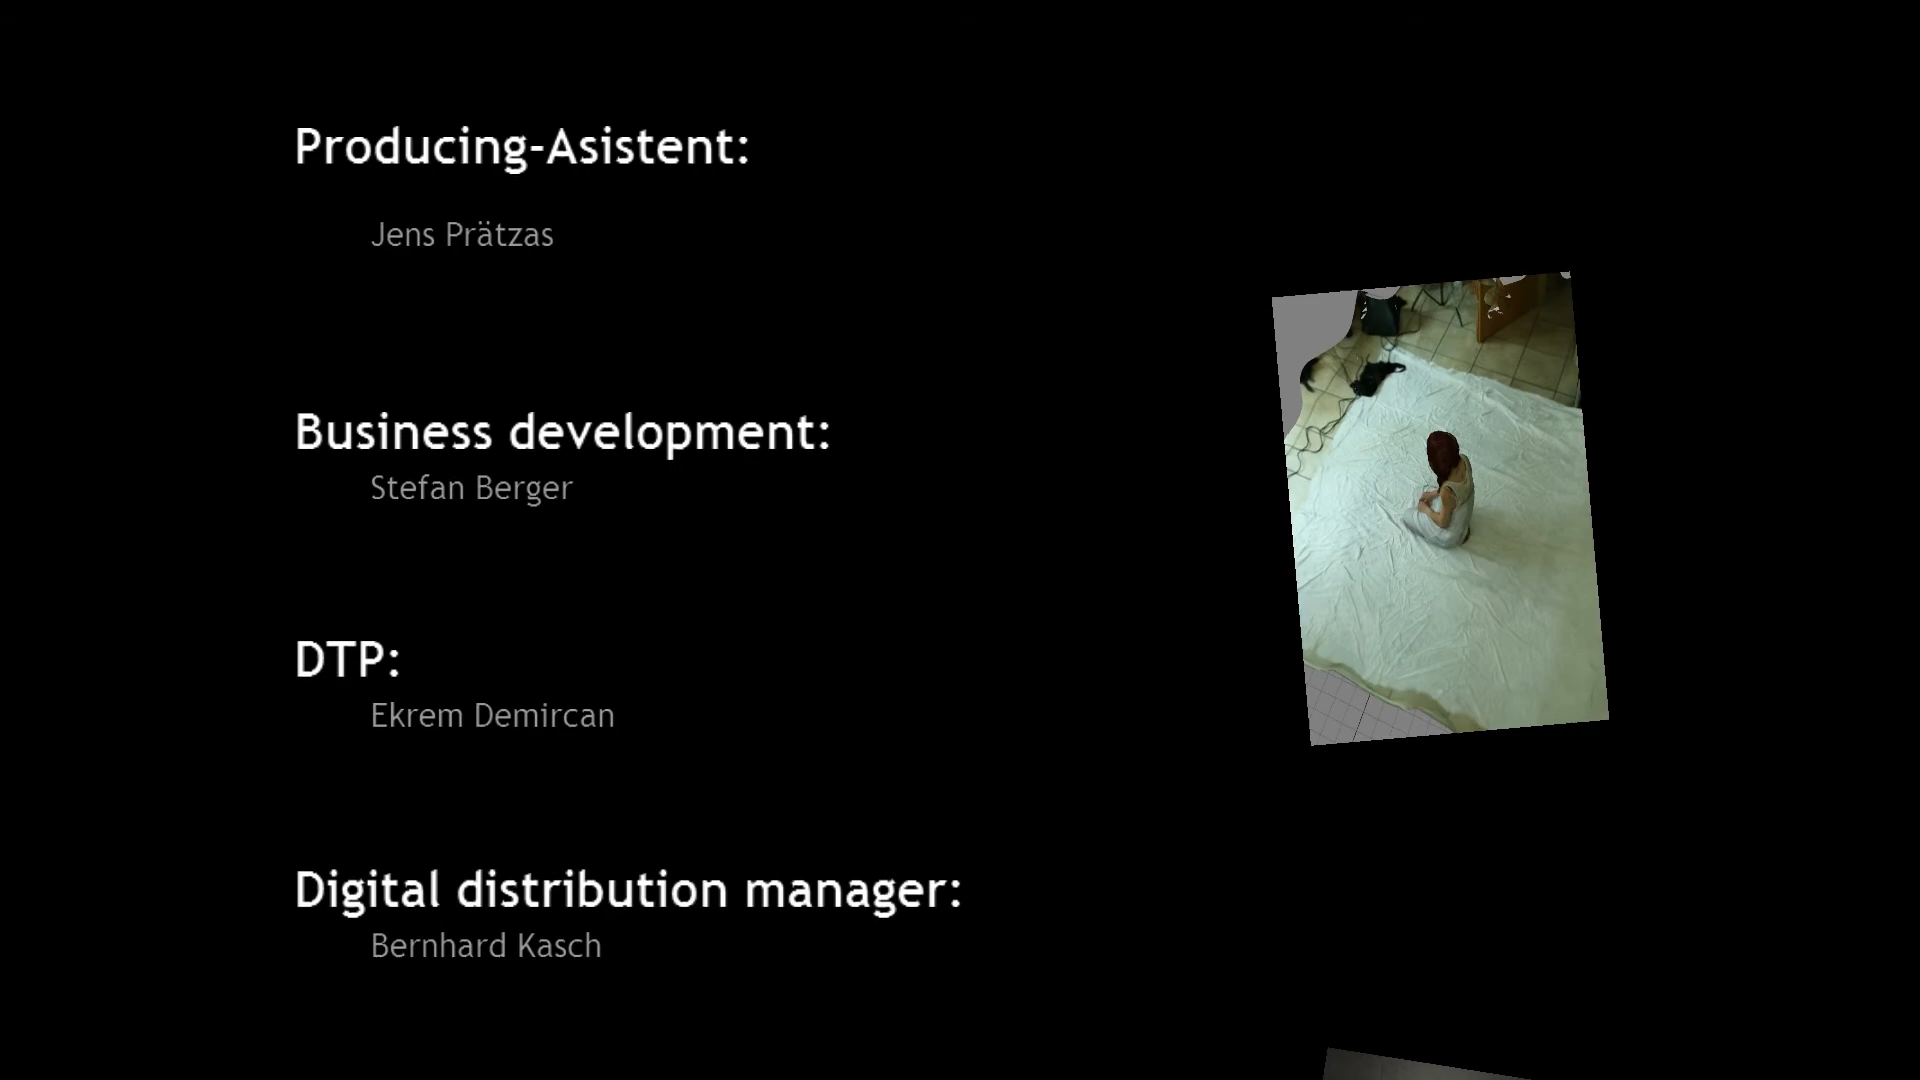 Producing-Asistent:
Jens Prätzas
Business development:
Stefan Berger
DTP:
Ekrem Demircan
Digital distribution manager:
Bernhard Kasch